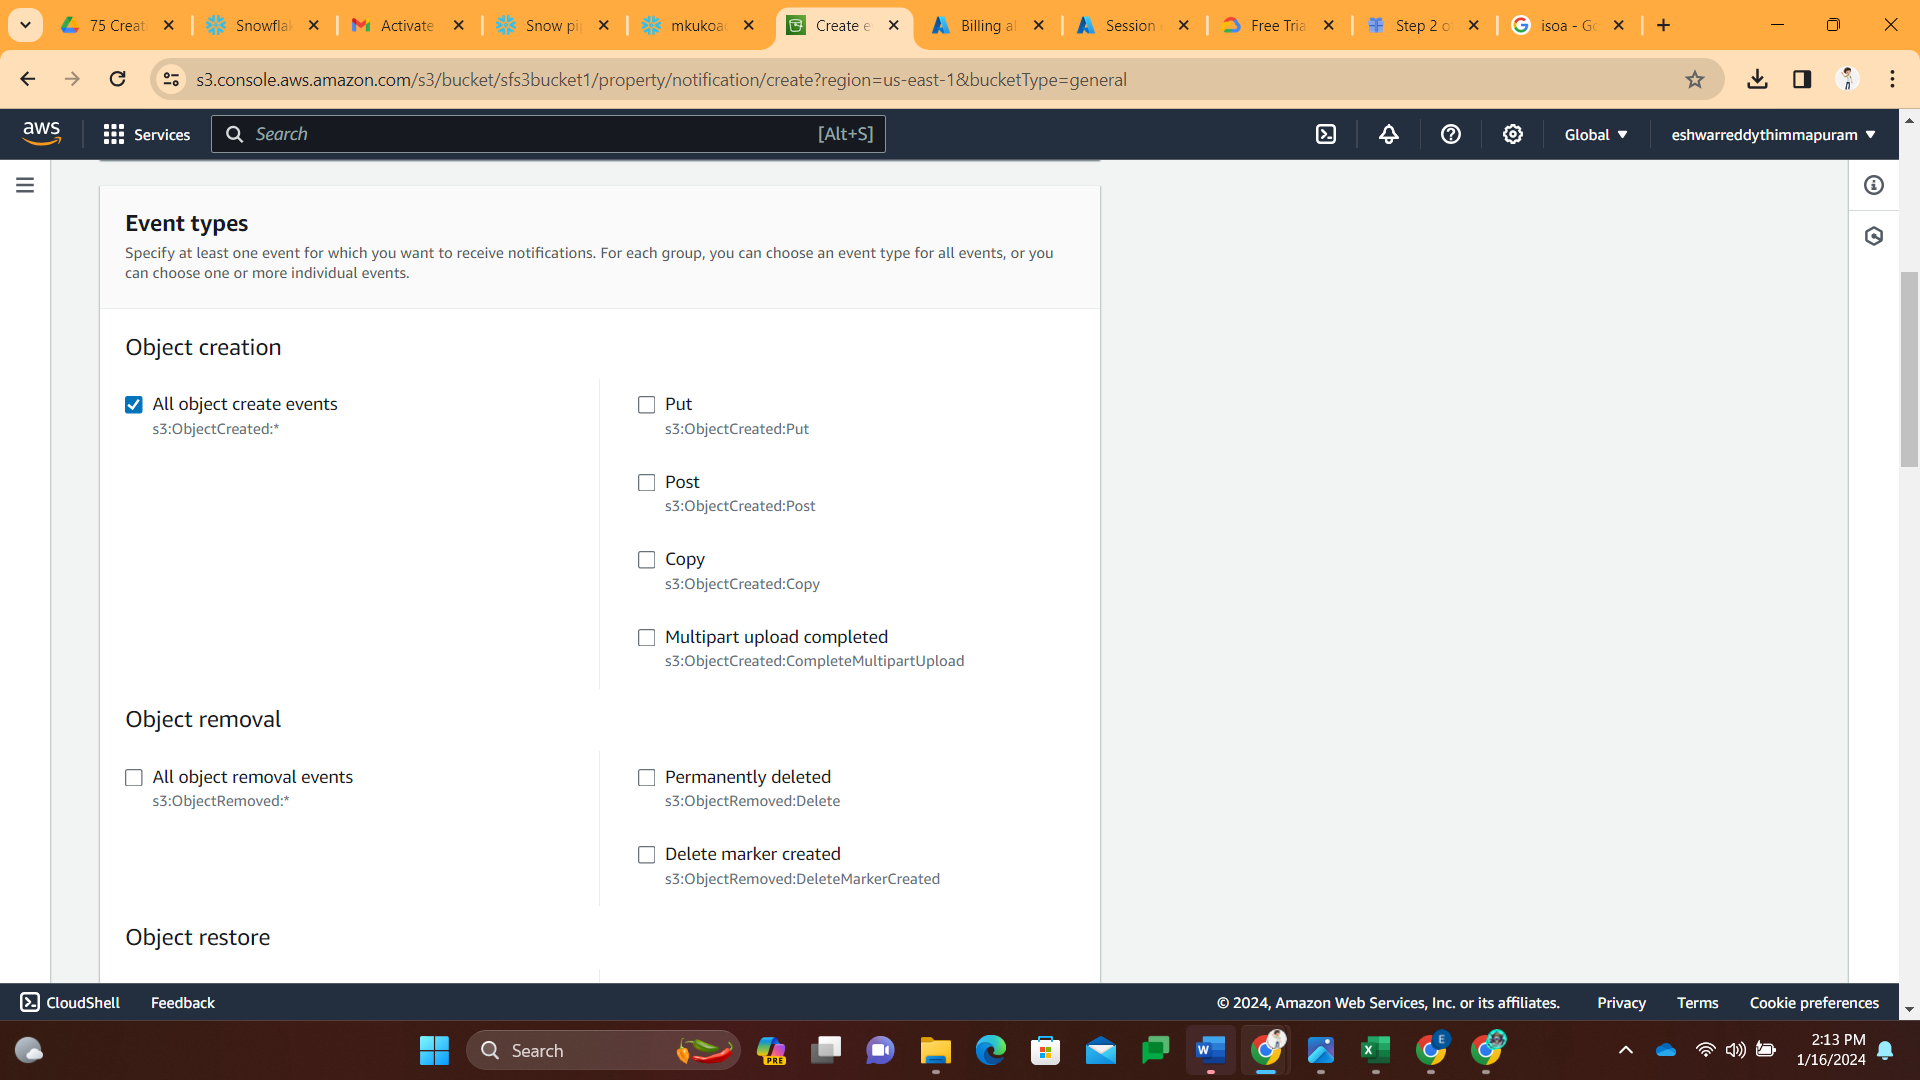 75 Creat
Snowflak
Activate
Snow pi
mkukoa
Create e
Billing al
Session
Free Tria
Step 2 o
isoa - Go
s3.console.aws.amazon.com/s3/bucket/sfs3bucket1/property/notification/create?region=us-east-1&bucketType=general
aws
Services
Search
[Alt+S]
Global
eshwarreddythimmapuram
Event types
Specify at least one event for which you want to receive notifications. For each group, you can choose an event type for all events, or you
can choose one or more individual events.
Object creation
All object create events
s3:ObjectCreated:*
Put
s3:ObjectCreated:Put
Post
s3:ObjectCreated:Post
Copy
s3:ObjectCreated:Copy
Multipart upload completed
s3:ObjectCreated:CompleteMultipartUpload
Object removal
All object removal events
s3:ObjectRemoved:*
Permanently deleted
s3:ObjectRemoved:Delete
Delete marker created
s3:ObjectRemoved:DeleteMarkerCreated
Object restore
CloudShell
Feedback
© 2024, Amazon Web Services, Inc. or its affiliates.
Privacy
Terms
Cookie preferences
Search
PRE
E
2:13 PM
1/16/2024